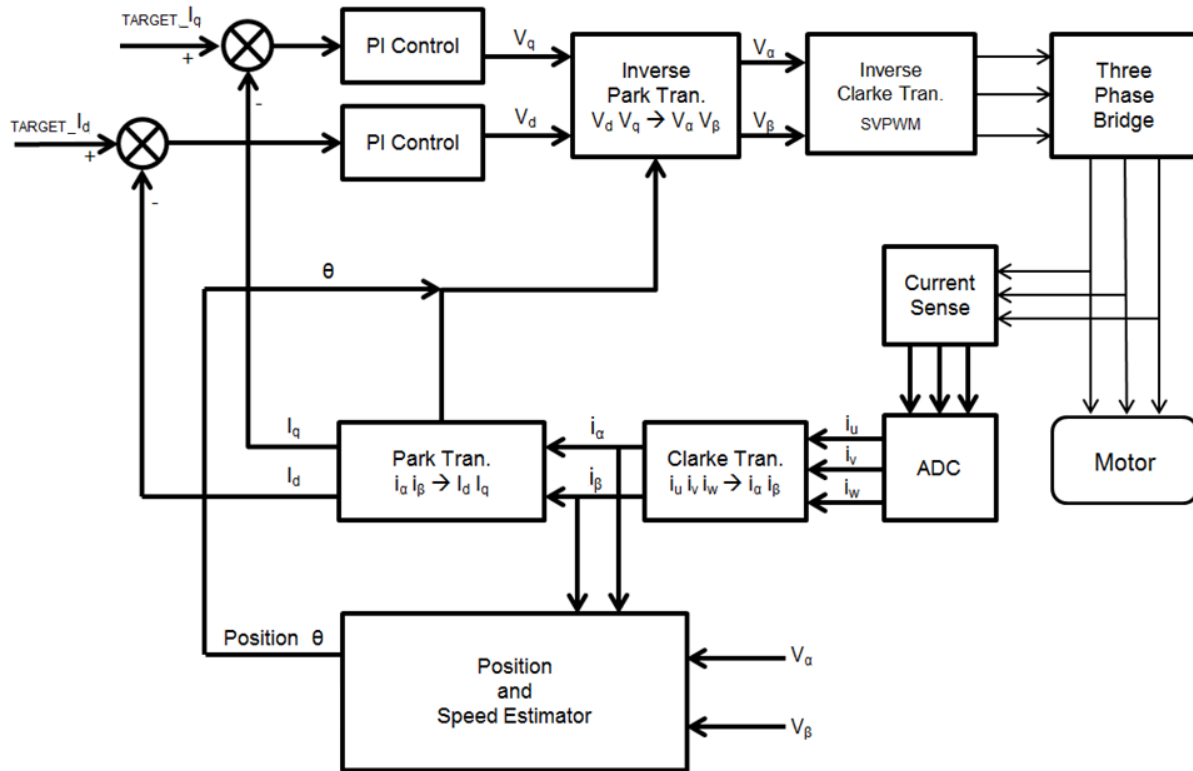 TARGET_Iq
+
-
PI Control
Vq
Inverse
Park Tran.
Vd Vq → Vα Vβ
Vα
Vβ
Inverse
Clarke Tran.
SVPWM
Three
Phase
Bridge
TARGET_Id
+
-
PI Control
Vd
θ
Current
Sense
Iq
Id
Park Tran.
iα iβ → Id Iq
iα
iβ
Clarke Tran.
iu iv iw → iα iβ
iu
iv
iw
ADC
Motor
Position θ
Position
and
Speed Estimator
Vα
Vβ